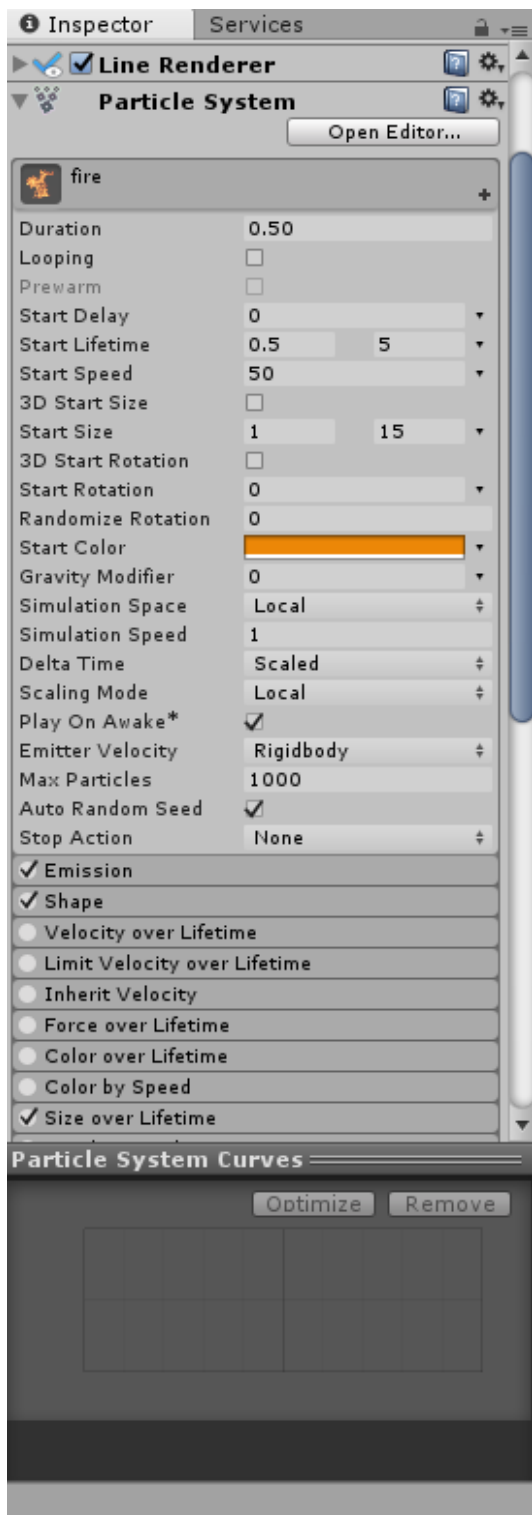 Inspector Services
Line Renderer
Particle System
Open Editor...
fire
Duration 0.50
Looping
Prewarm
Start Delay 0
Start Lifetime 0.5 5
Start Speed 50
3D Start Size
Start Size 1 15
3D Start Rotation
Start Rotation 0
Randomize Rotation 0
Start Color
Gravity Modifier 0
Simulation Space Local
Simulation Speed 1
Delta Time Scaled
Scaling Mode Local
Play On Awake*
Emitter Velocity Rigidbody
Max Particles 1000
Auto Random Seed
Stop Action None
Emission
Shape
Velocity over Lifetime
Limit Velocity over Lifetime
Inherit Velocity
Force over Lifetime
Color over Lifetime
Color by Speed
Size over Lifetime
Particle System Curves
Optimize Remove